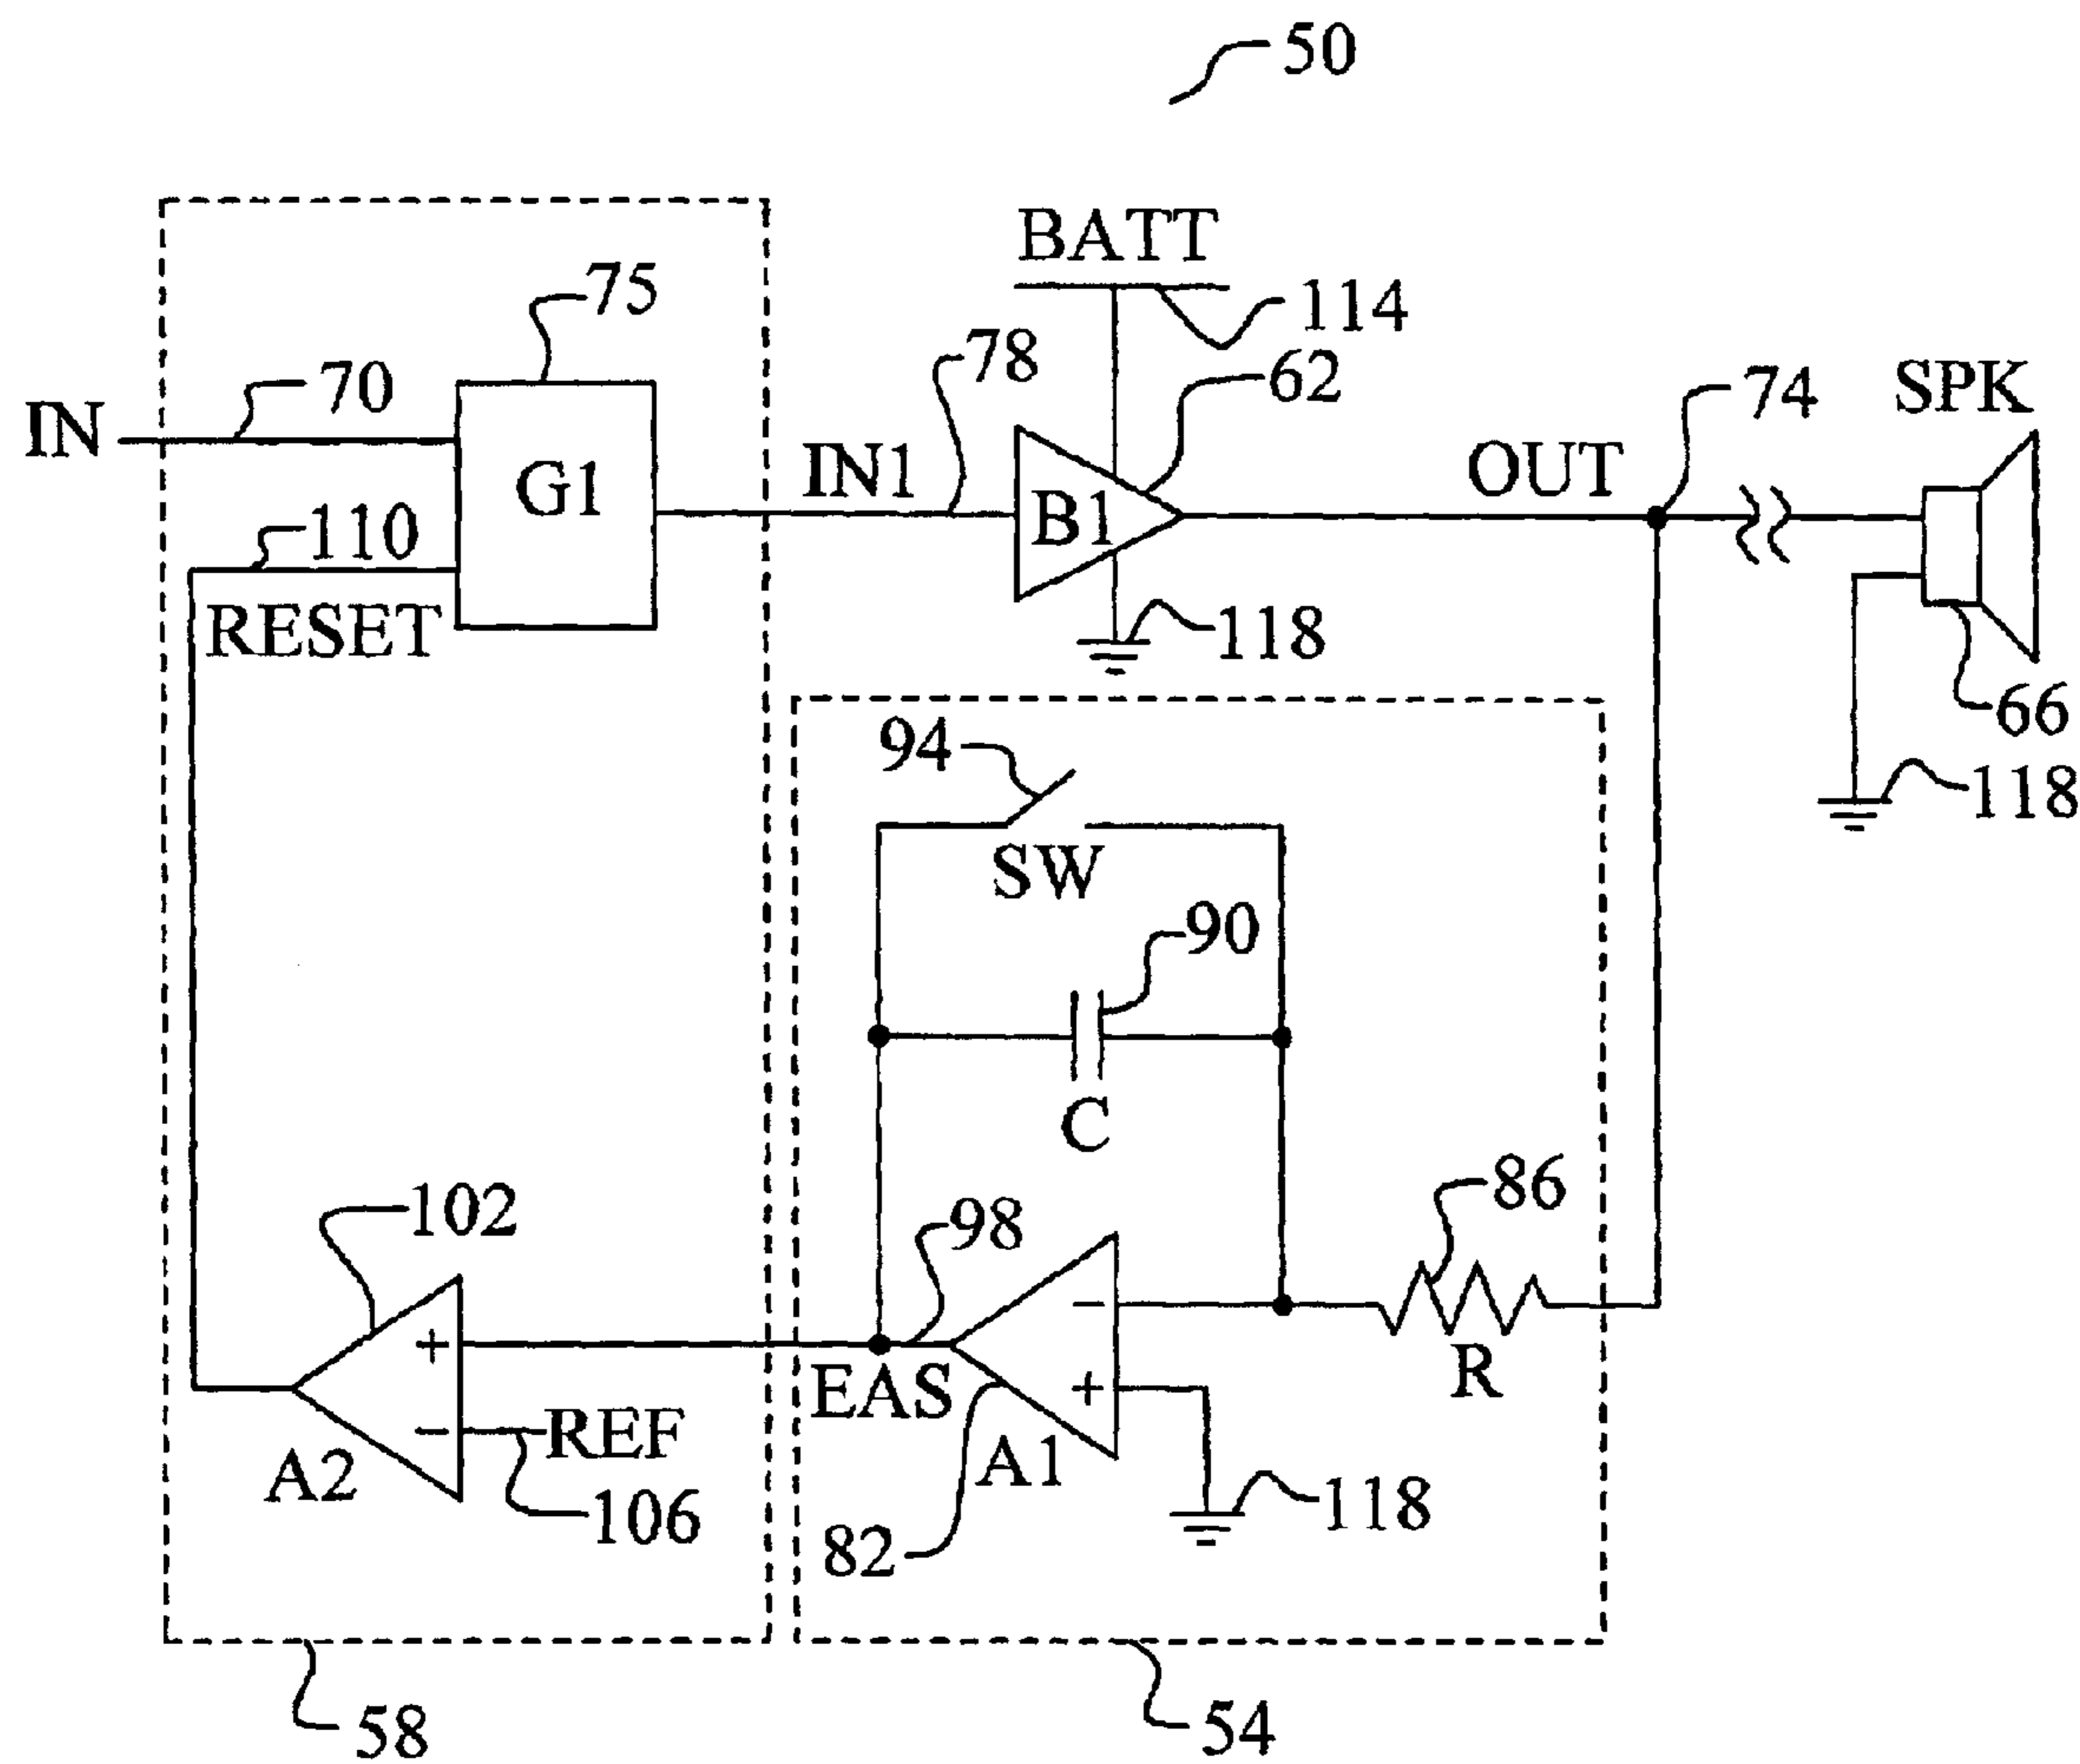 50
BATT
75
114
78
62
70
74
SPK
IN
G1
IN1
B1
OUT
110
RESET
118
66
94
118
SW
90
C
102
98
86
+
−
EAS
+
R
−
REF
A2
A1
106
82
118
58
54